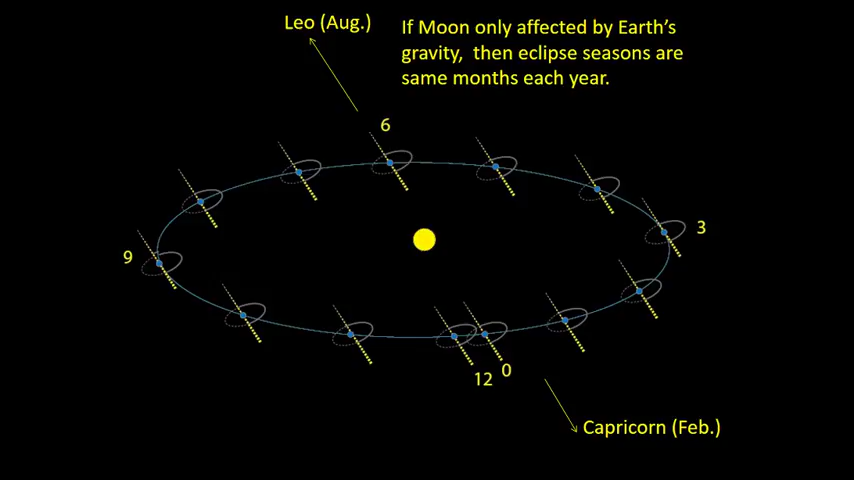 Leo (Aug.)
If Moon only affected by Earth's
gravity, then eclipse seasons are
same months each year.
6
3
9
12
0
Capricorn (Feb.)